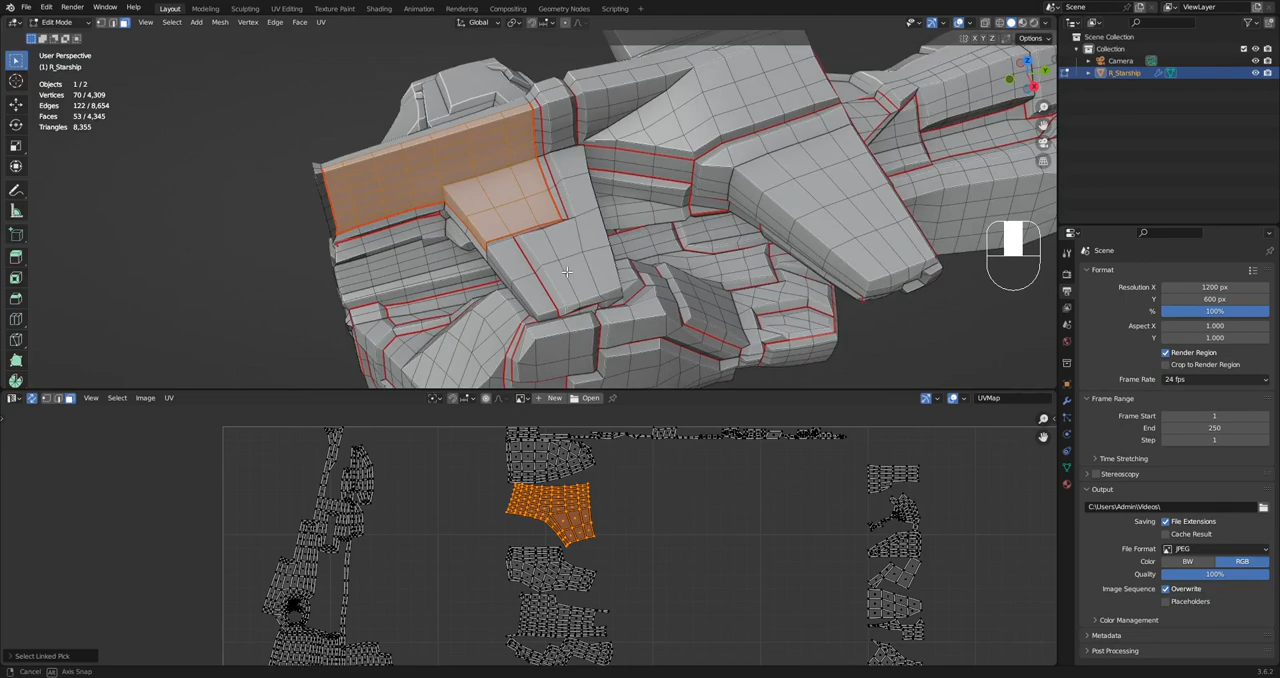 File Edit Render Window Help Layout Modeling Sculpting UV Editing Texture Paint Shading Animation Rendering Compositing Geometry Nodes Scripting Scene ViewLayer
Edit Mode View Select Add Mesh Vertex Edge Face UV Global
X Y Z Options
User Perspective
(1) R_Starship
Objects 1 / 2
Vertices 70 / 4,309
Edges 122 / 8,654
Faces 53 / 4,345
Triangles 8,355
Scene Collection
Collection
Camera
R_Starship
Scene
Format
Resolution X 1200 px
Y 600 px
% 100%
Aspect X 1.000
Y 1.000
Render Region
Crop to Render Region
Frame Rate 24 fps
Frame Range
Frame Start 1
End 250
Step 1
Time Stretching
Stereoscopy
Output
C:\Users\Admin\Videos\
Saving File Extensions
Cache Result
File Format JPEG
Color BW RGB
Quality 100%
Image Sequence Overwrite
Placeholders
Color Management
Metadata
Post Processing
View Select Image UV New Open UVMap
Select Linked Pick
Cancel Alt Axis Snap 3.6.2